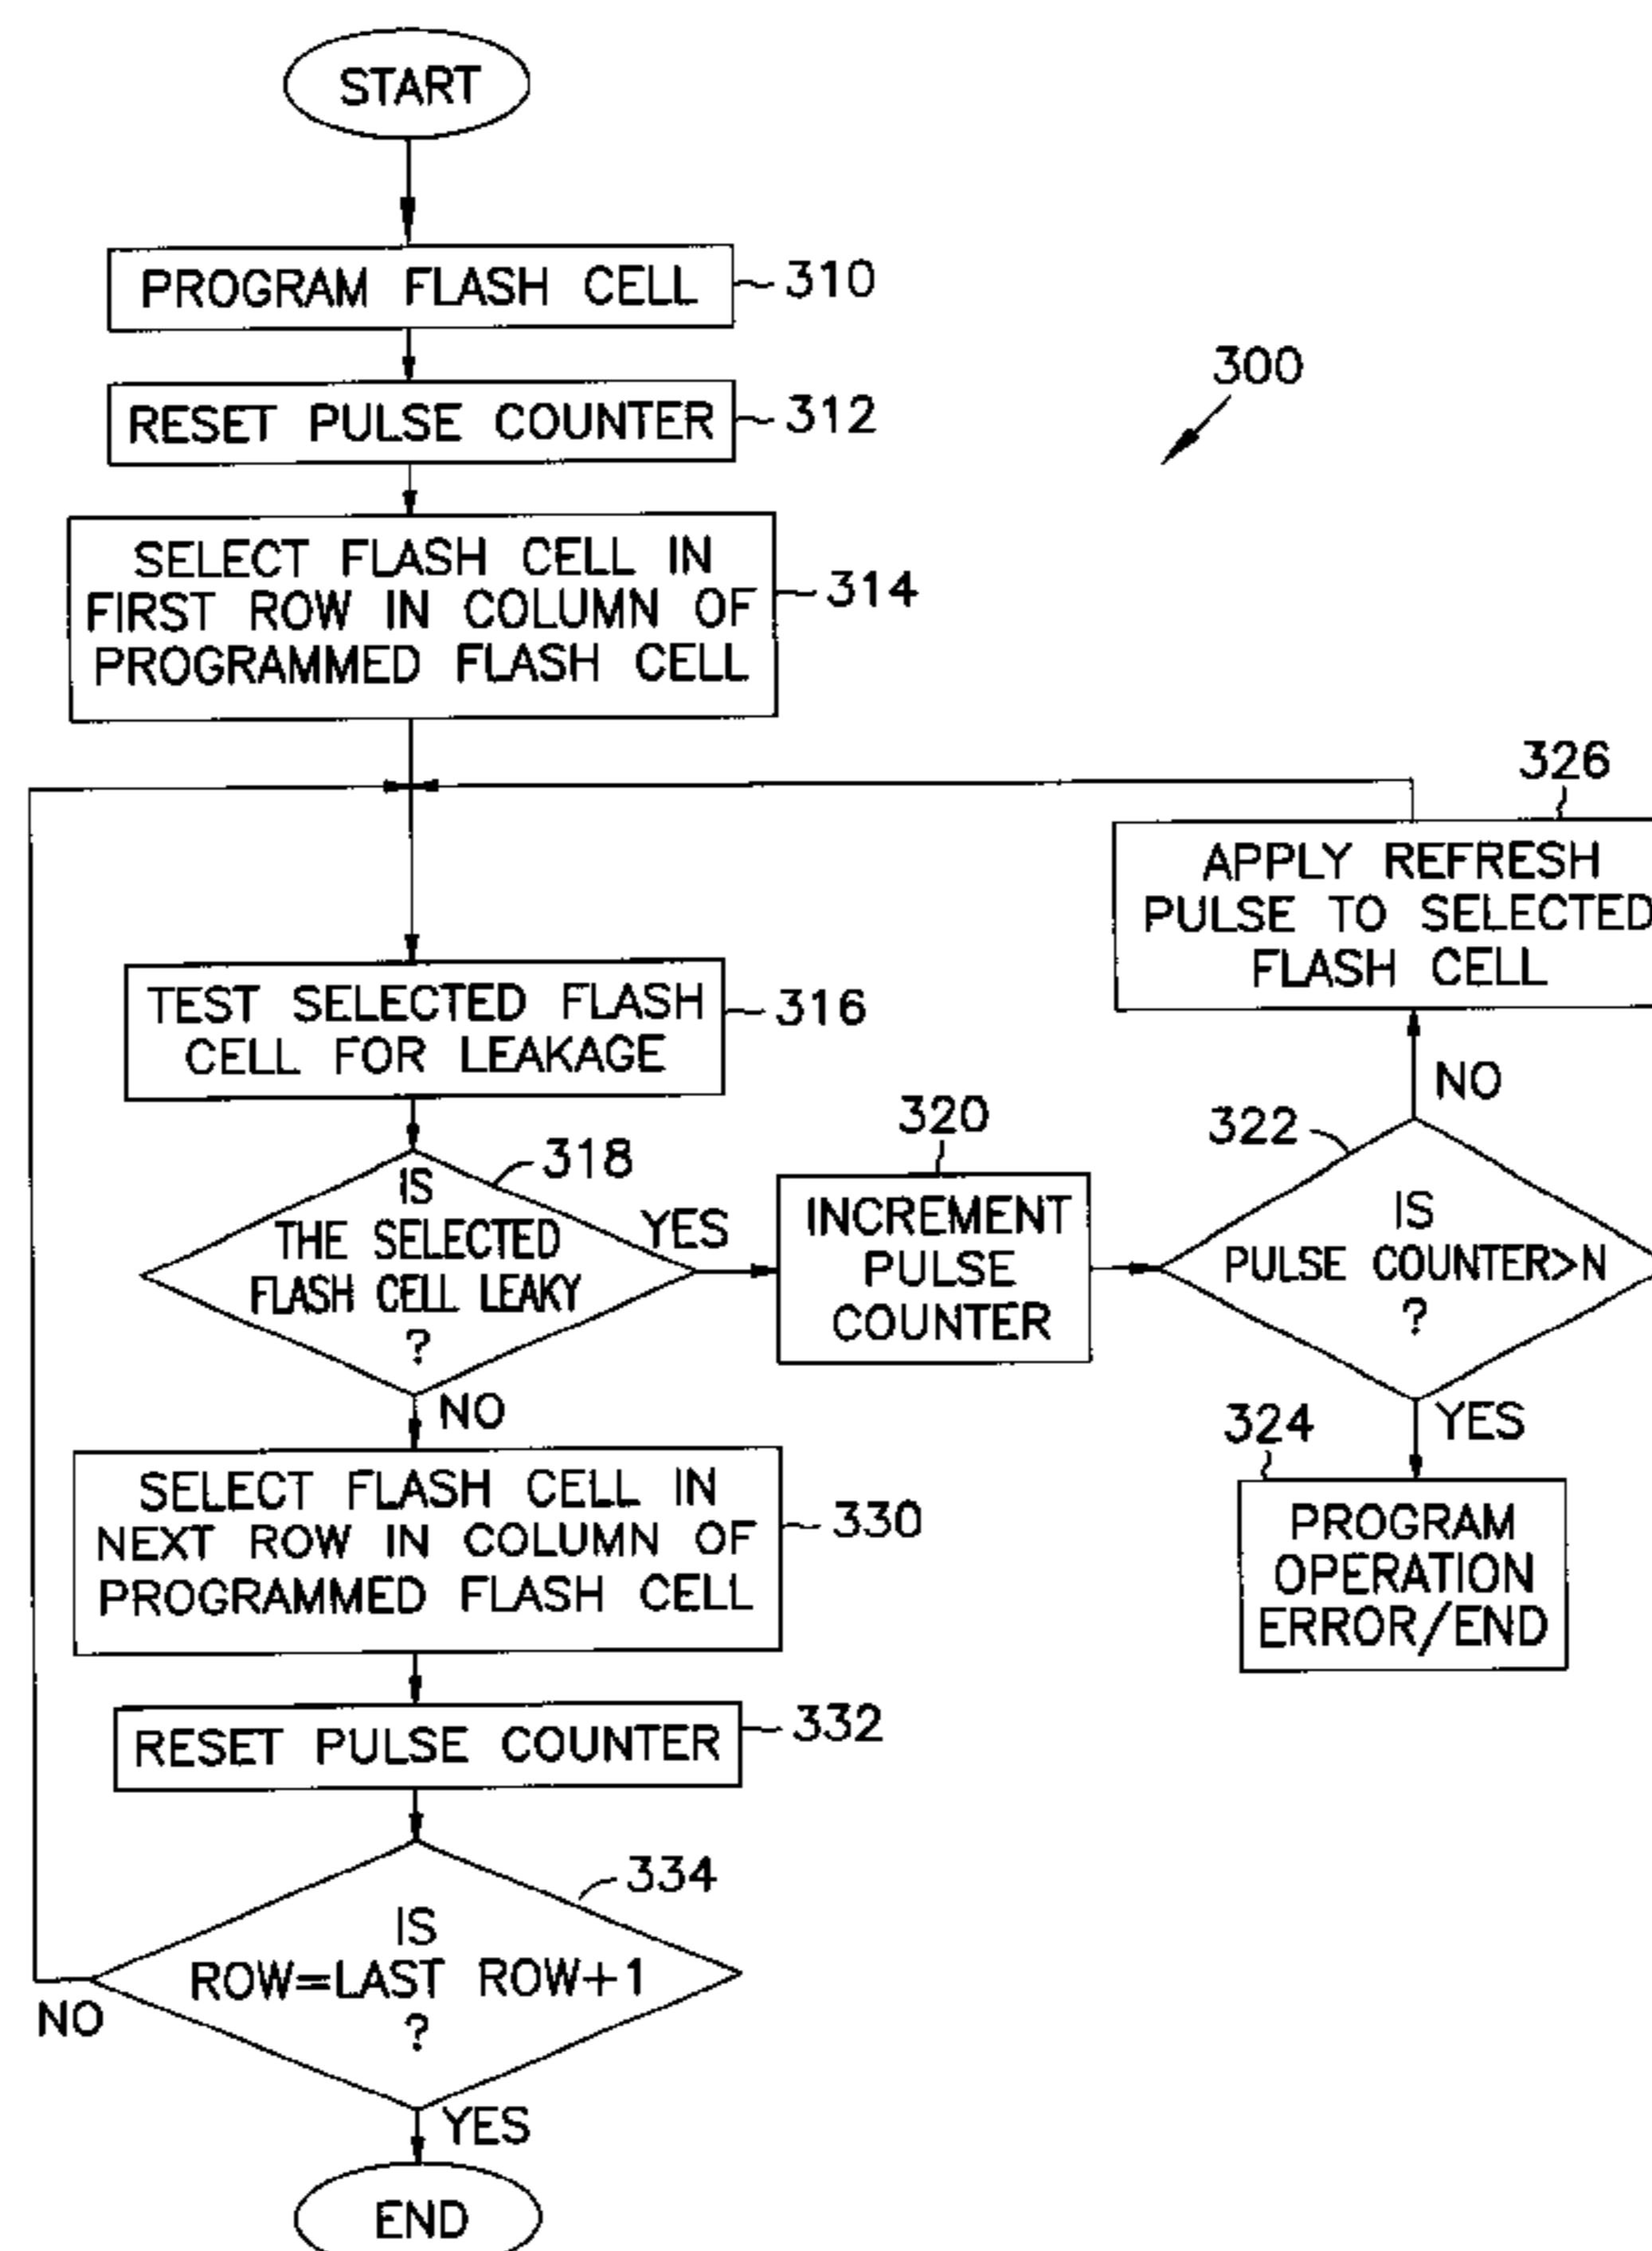 START
PROGRAM FLASH CELL
310
RESET PULSE COUNTER
312
300
SELECT FLASH CELL IN
FIRST ROW IN COLUMN OF
PROGRAMMED FLASH CELL
314
326
APPLY REFRESH
PULSE TO SELECTED
FLASH CELL
TEST SELECTED FLASH
CELL FOR LEAKAGE
316
NO
318
IS
THE SELECTED
FLASH CELL LEAKY
?
YES
320
INCREMENT
PULSE
COUNTER
322
IS
PULSE COUNTER>N
?
NO
YES
324
PROGRAM
OPERATION
ERROR/END
SELECT FLASH CELL IN
NEXT ROW IN COLUMN OF
PROGRAMMED FLASH CELL
330
RESET PULSE COUNTER
332
334
IS
ROW=LAST ROW+1
?
NO
YES
END